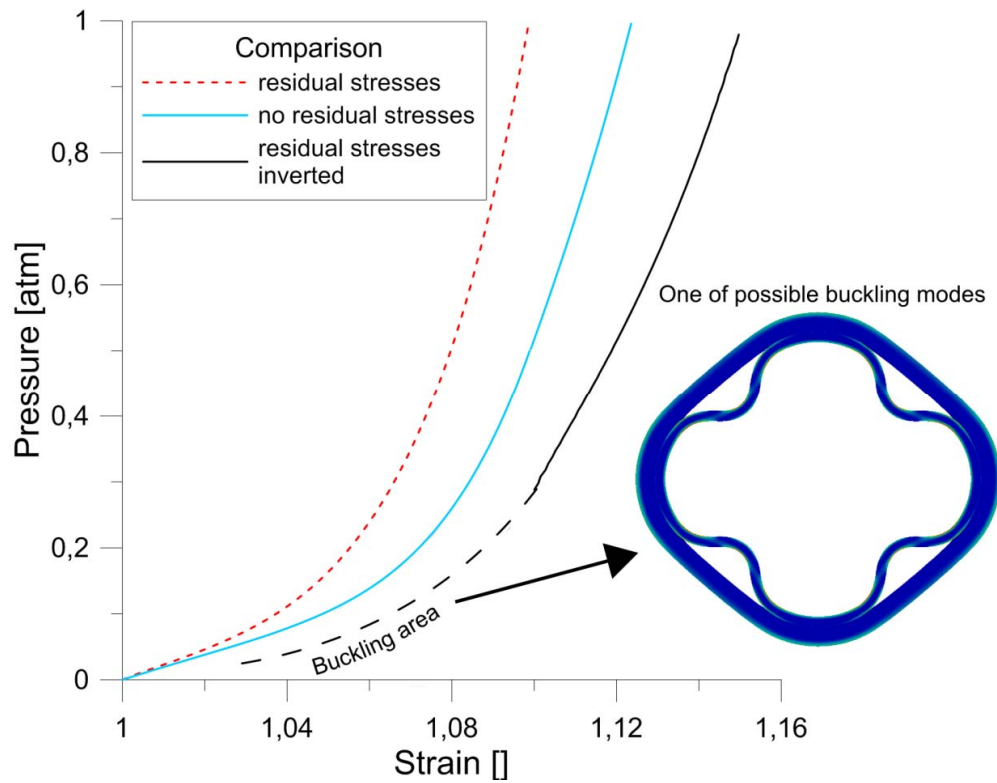 Comparison
residual stresses
no residual stresses
residual stresses
inverted
Pressure [atm]
1
0,8
0,6
0,4
0,2
0
One of possible buckling modes
Buckling area
1
1,04
1,08
1,12
1,16
Strain []